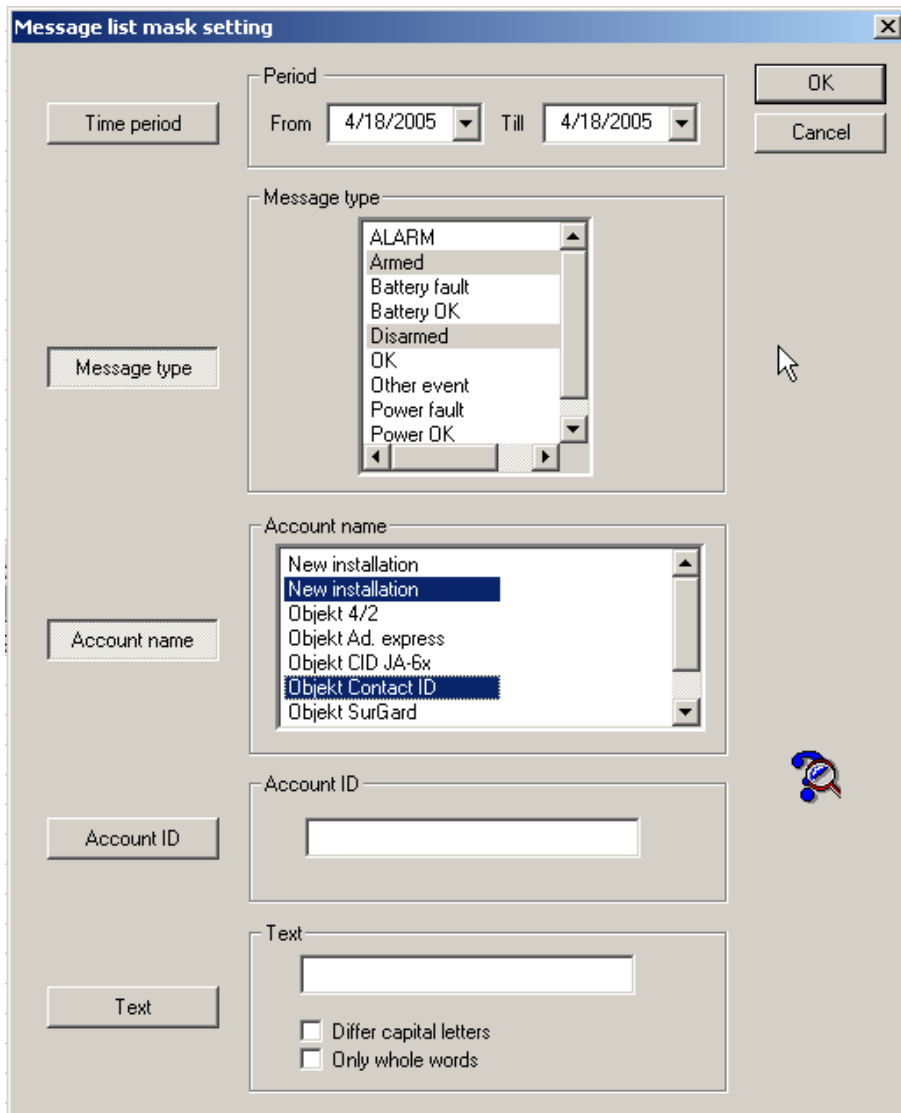 Message list mask setting
Period
OK
Time period
From 4/18/2005 Till 4/18/2005
Cancel
Message type
ALARM
Armed
Battery fault
Battery OK
Disarmed
OK
Other event
Power fault
Power OK
Message type
Account name
New installation
New installation
Objekt 4/2
Objekt Ad. express
Objekt CID JA-6x
Objekt Contact ID
Objekt SurGard
Account name
Account ID
Account ID
Text
Text
Differ capital letters
Only whole words